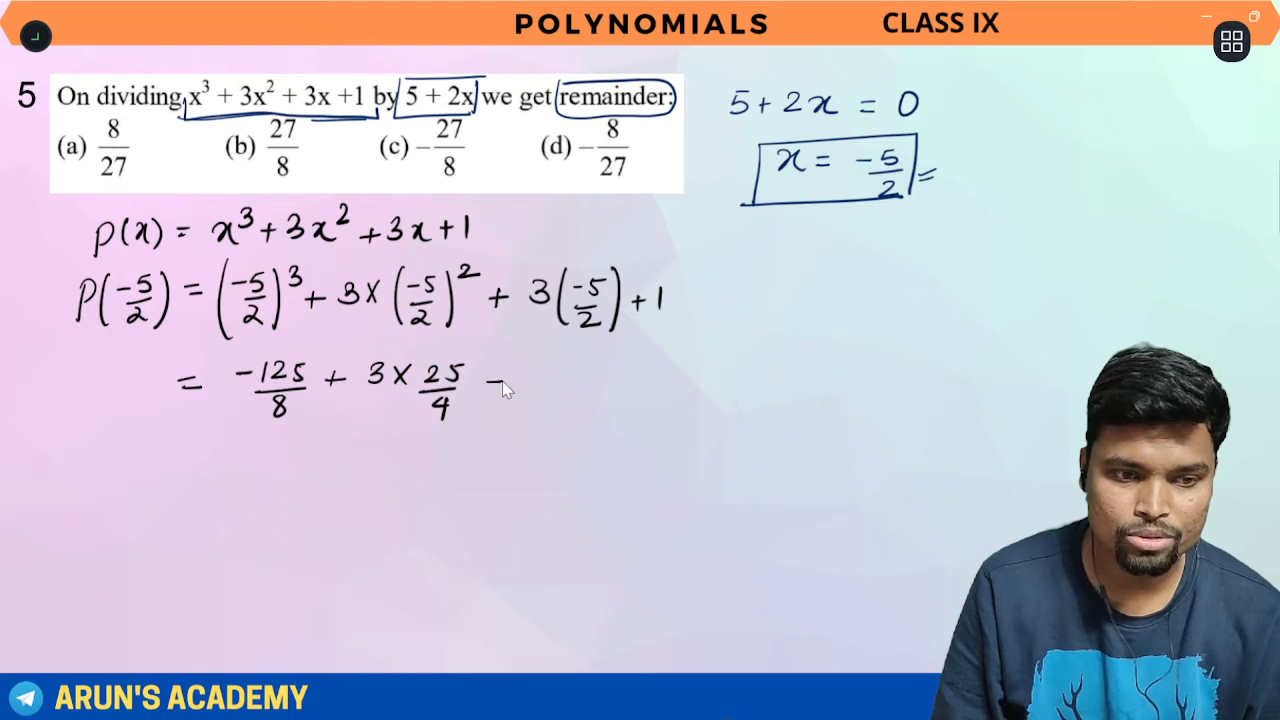 POLYNOMIALS CLASS IX
5 On dividing x³ + 3x² + 3x +1 by 5 + 2x we get remainder:
(a) 8/27 (b) 27/8 (c) -27/8 (d) -8/27
5 + 2x = 0
x = -5/2 =
p(x) = x³ + 3x² + 3x + 1
P(-5/2) = (-5/2)³ + 3 × (-5/2)² + 3(-5/2) + 1
= -125/8 + 3 × 25/4 -
ARUN'S ACADEMY